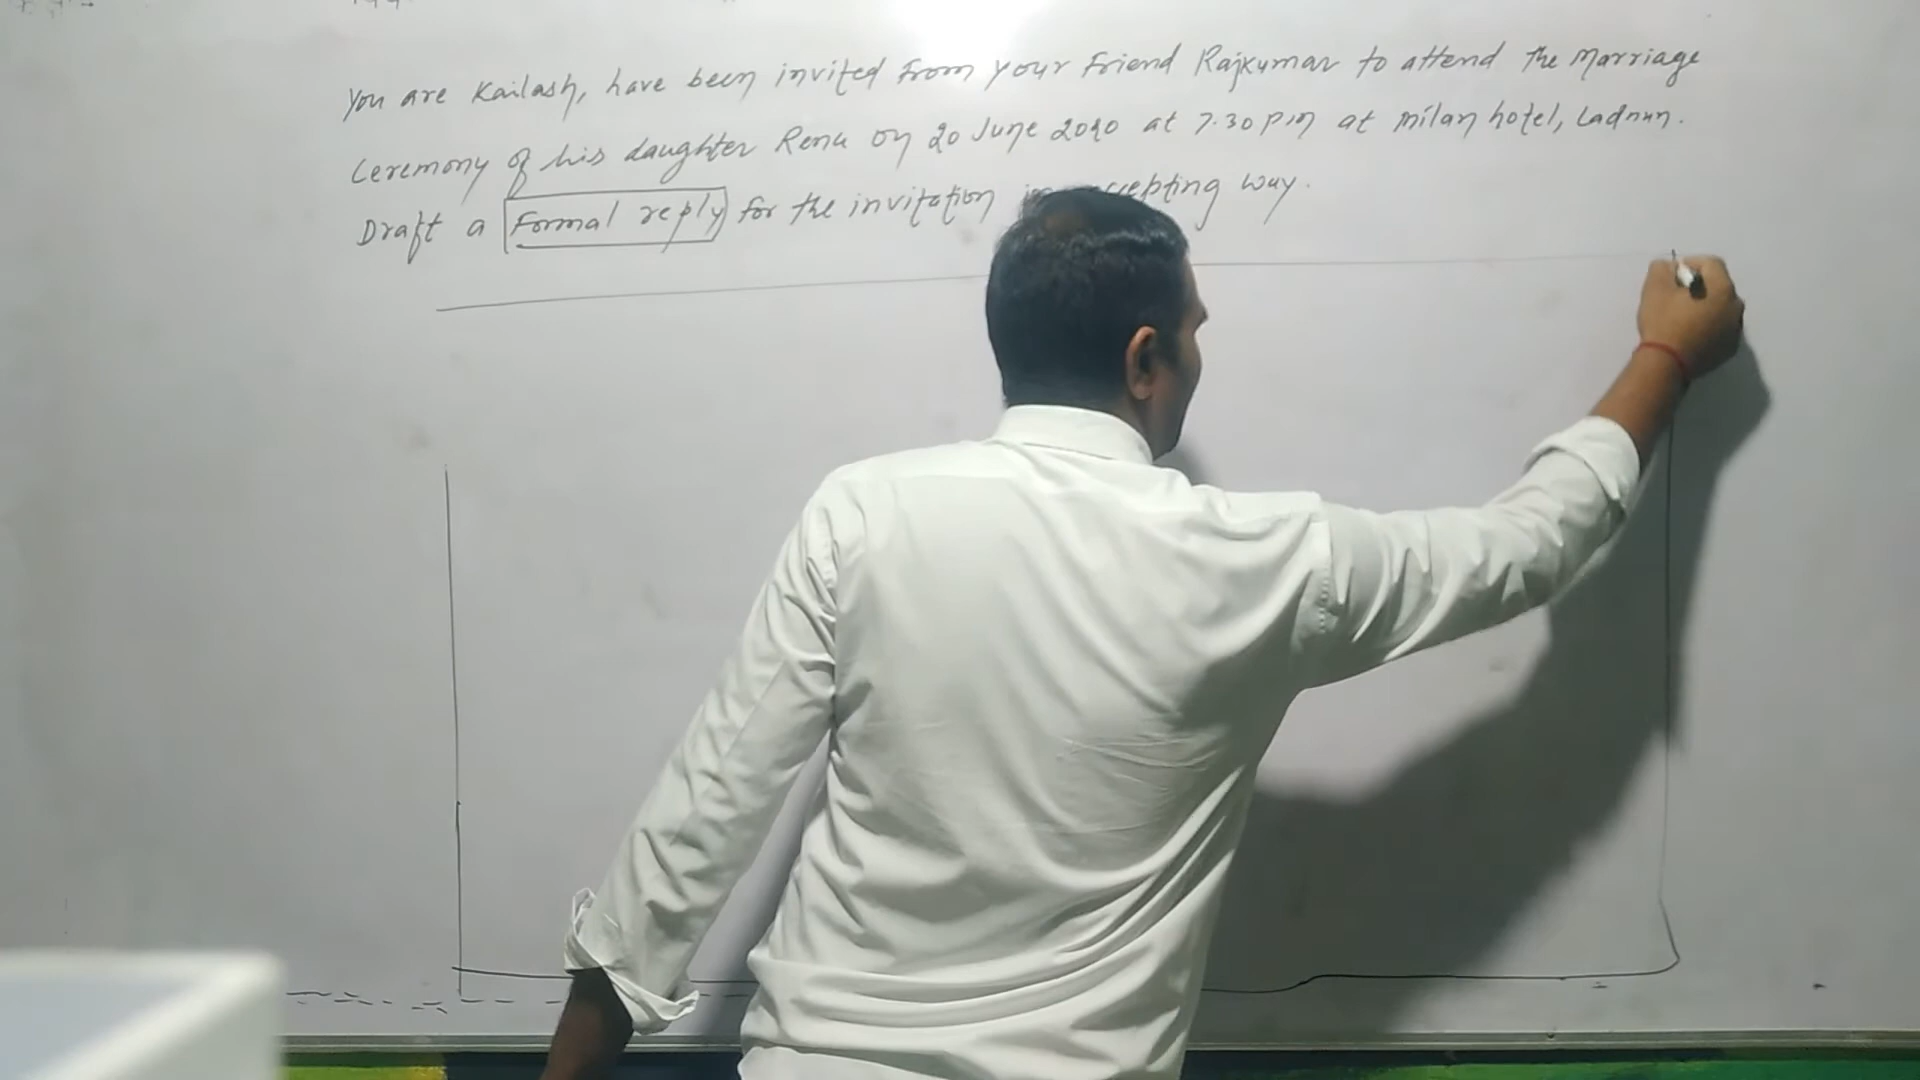 You are Kailash, have been invited from your Friend Rajkumar to attend the Marriage
Ceremony of his daughter Renu on 20 June 2020 at 7.30 pm at milan hotel, Ladnun.
Draft a Formal reply for the invitation way.